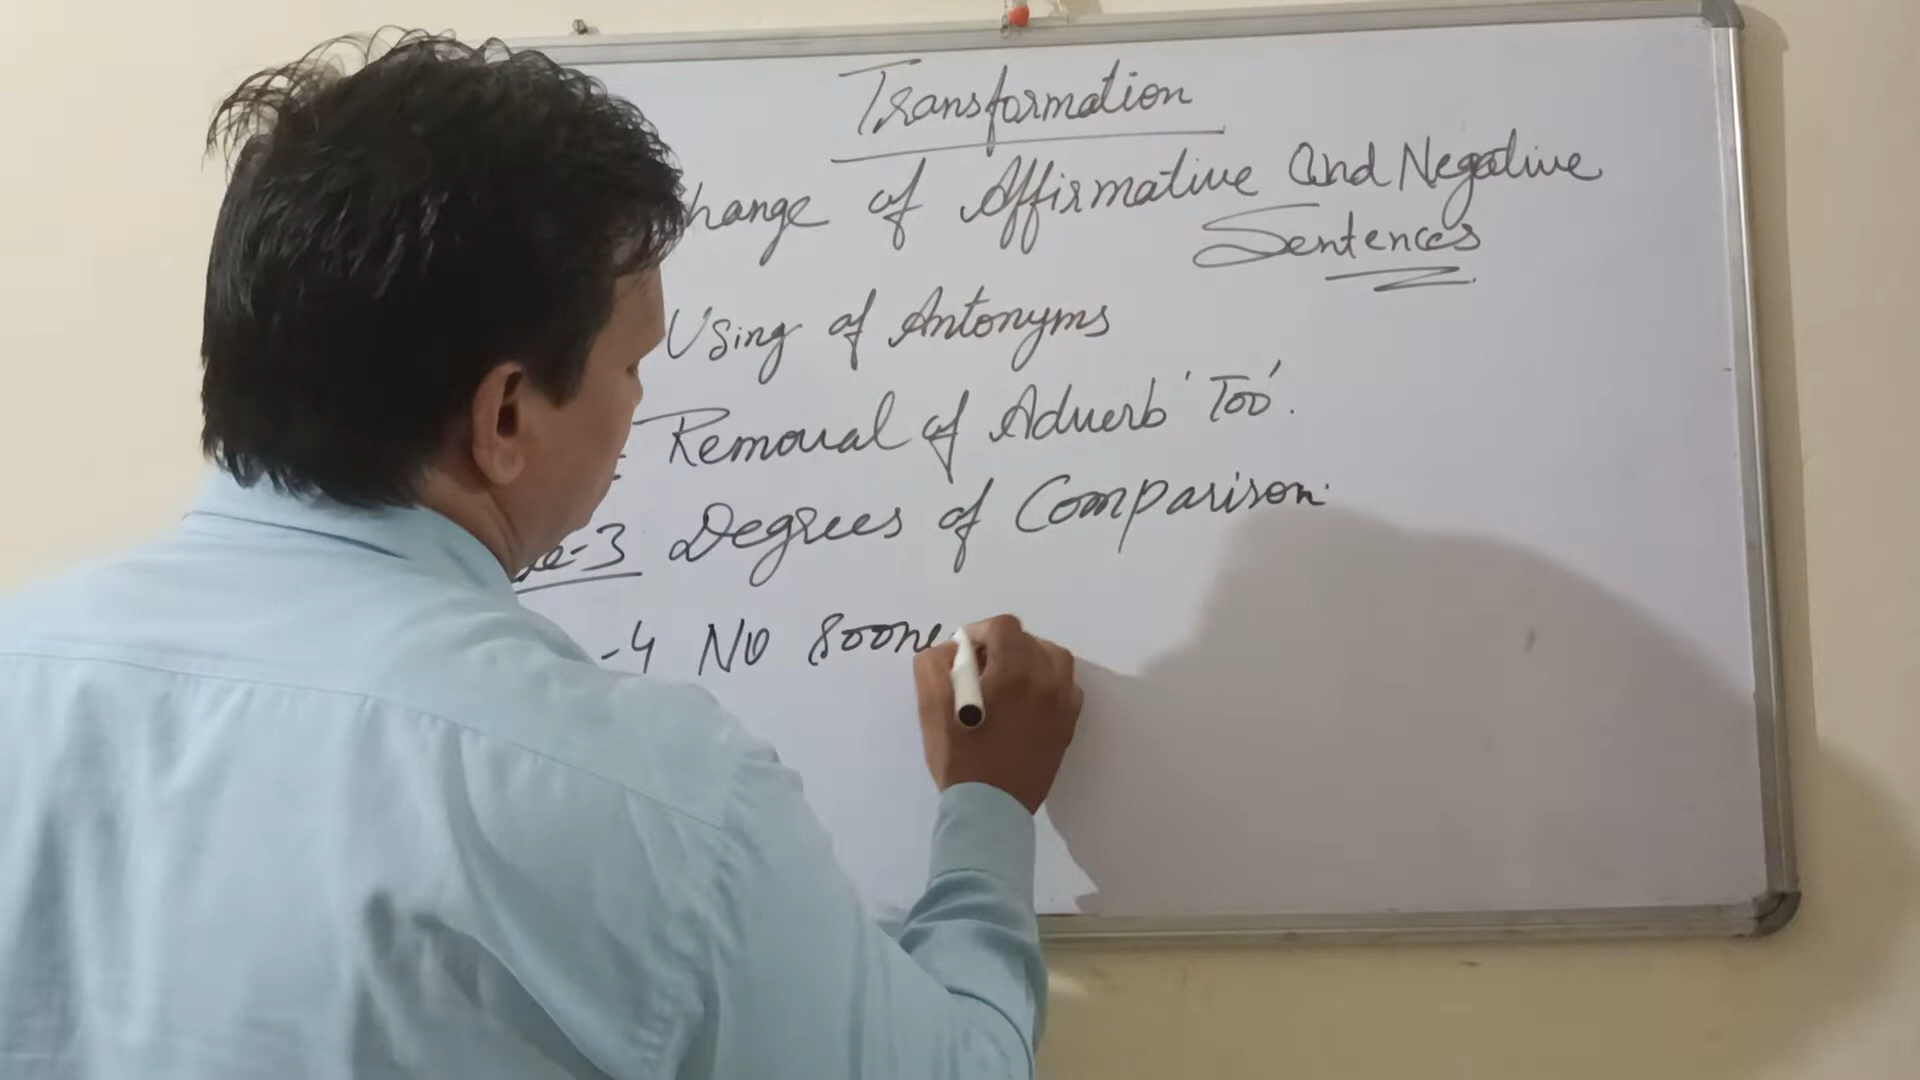 Transformation
hange of Affirmative and Negative
Sentences
Using of Antonyms
Removal of Adverb 'Too'.
-3 Degrees of Comparison.
-4 No Soone